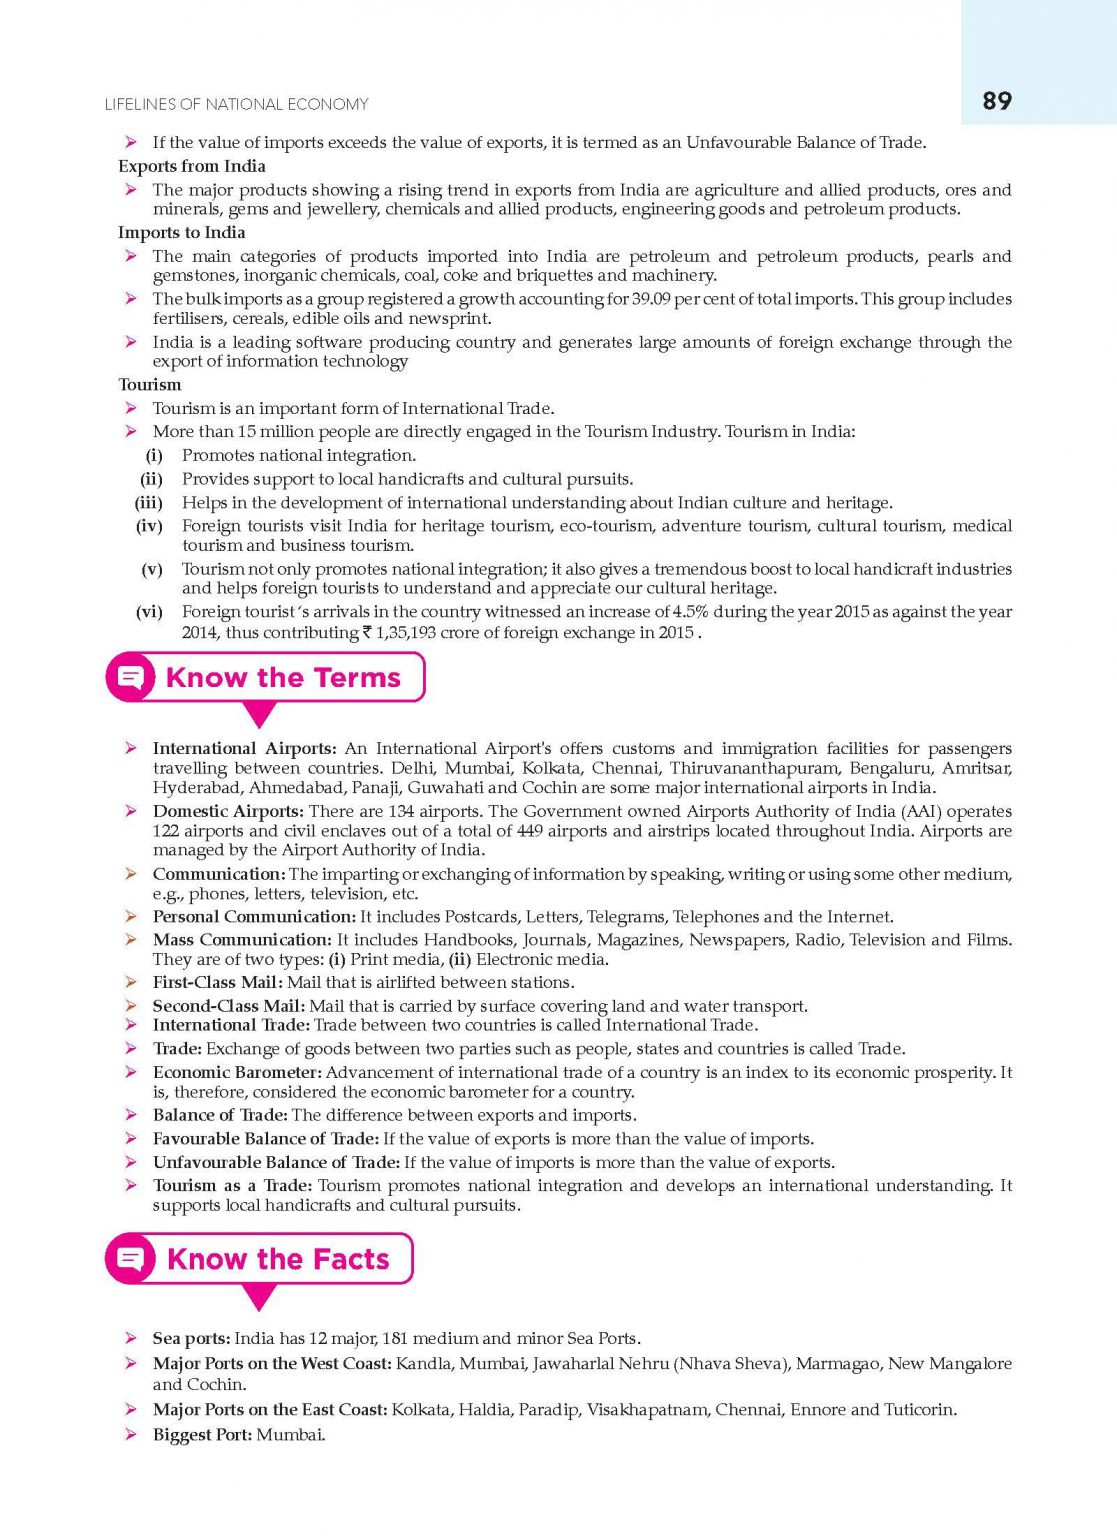 LIFELINES OF NATIONAL ECONOMY 89
➢ If the value of imports exceeds the value of exports, it is termed as an Unfavourable Balance of Trade.
Exports from India
➢ The major products showing a rising trend in exports from India are agriculture and allied products, ores and
minerals, gems and jewellery, chemicals and allied products, engineering goods and petroleum products.
Imports to India
➢ The main categories of products imported into India are petroleum and petroleum products, pearls and
gemstones, inorganic chemicals, coal, coke and briquettes and machinery.
➢ The bulk imports as a group registered a growth accounting for 39.09 per cent of total imports. This group includes
fertilisers, cereals, edible oils and newsprint.
➢ India is a leading software producing country and generates large amounts of foreign exchange through the
export of information technology
Tourism
➢ Tourism is an important form of International Trade.
➢ More than 15 million people are directly engaged in the Tourism Industry. Tourism in India:
(i) Promotes national integration.
(ii) Provides support to local handicrafts and cultural pursuits.
(iii) Helps in the development of international understanding about Indian culture and heritage.
(iv) Foreign tourists visit India for heritage tourism, eco-tourism, adventure tourism, cultural tourism, medical
tourism and business tourism.
(v) Tourism not only promotes national integration; it also gives a tremendous boost to local handicraft industries
and helps foreign tourists to understand and appreciate our cultural heritage.
(vi) Foreign tourist‘s arrivals in the country witnessed an increase of 4.5% during the year 2015 as against the year
2014, thus contributing ₹ 1,35,193 crore of foreign exchange in 2015 .
Know the Terms
➢ International Airports: An International Airport's offers customs and immigration facilities for passengers
travelling between countries. Delhi, Mumbai, Kolkata, Chennai, Thiruvananthapuram, Bengaluru, Amritsar,
Hyderabad, Ahmedabad, Panaji, Guwahati and Cochin are some major international airports in India.
➢ Domestic Airports: There are 134 airports. The Government owned Airports Authority of India (AAI) operates
122 airports and civil enclaves out of a total of 449 airports and airstrips located throughout India. Airports are
managed by the Airport Authority of India.
➢ Communication: The imparting or exchanging of information by speaking, writing or using some other medium,
e.g., phones, letters, television, etc.
➢ Personal Communication: It includes Postcards, Letters, Telegrams, Telephones and the Internet.
➢ Mass Communication: It includes Handbooks, Journals, Magazines, Newspapers, Radio, Television and Films.
They are of two types: (i) Print media, (ii) Electronic media.
➢ First-Class Mail: Mail that is airlifted between stations.
➢ Second-Class Mail: Mail that is carried by surface covering land and water transport.
➢ International Trade: Trade between two countries is called International Trade.
➢ Trade: Exchange of goods between two parties such as people, states and countries is called Trade.
➢ Economic Barometer: Advancement of international trade of a country is an index to its economic prosperity. It
is, therefore, considered the economic barometer for a country.
➢ Balance of Trade: The difference between exports and imports.
➢ Favourable Balance of Trade: If the value of exports is more than the value of imports.
➢ Unfavourable Balance of Trade: If the value of imports is more than the value of exports.
➢ Tourism as a Trade: Tourism promotes national integration and develops an international understanding. It
supports local handicrafts and cultural pursuits.
Know the Facts
➢ Sea ports: India has 12 major, 181 medium and minor Sea Ports.
➢ Major Ports on the West Coast: Kandla, Mumbai, Jawaharlal Nehru (Nhava Sheva), Marmagao, New Mangalore
and Cochin.
➢ Major Ports on the East Coast: Kolkata, Haldia, Paradip, Visakhapatnam, Chennai, Ennore and Tuticorin.
➢ Biggest Port: Mumbai.